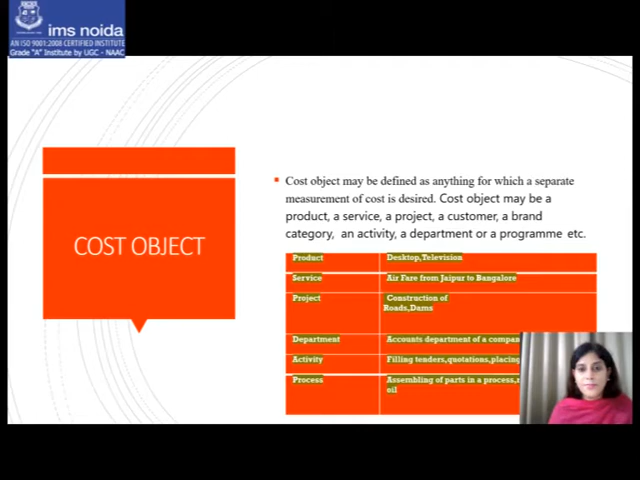 ims noida
AN ISO 9001:2008 CERTIFIED INSTITUTE
Grade "A" Institute by UGC - NAAC
COST OBJECT
Cost object may be defined as anything for which a separate
measurement of cost is desired. Cost object may be a
product, a service, a project, a customer, a brand
category, an activity, a department or a programme etc.
Product Desktop,Television
Service Air Fare from Jaipur to Bangalore
Project Construction of
Roads,Dams
Department Accounts department of a compan
Activity Filling tenders,quotations,placing
Process Assembling of parts in a process,
oil